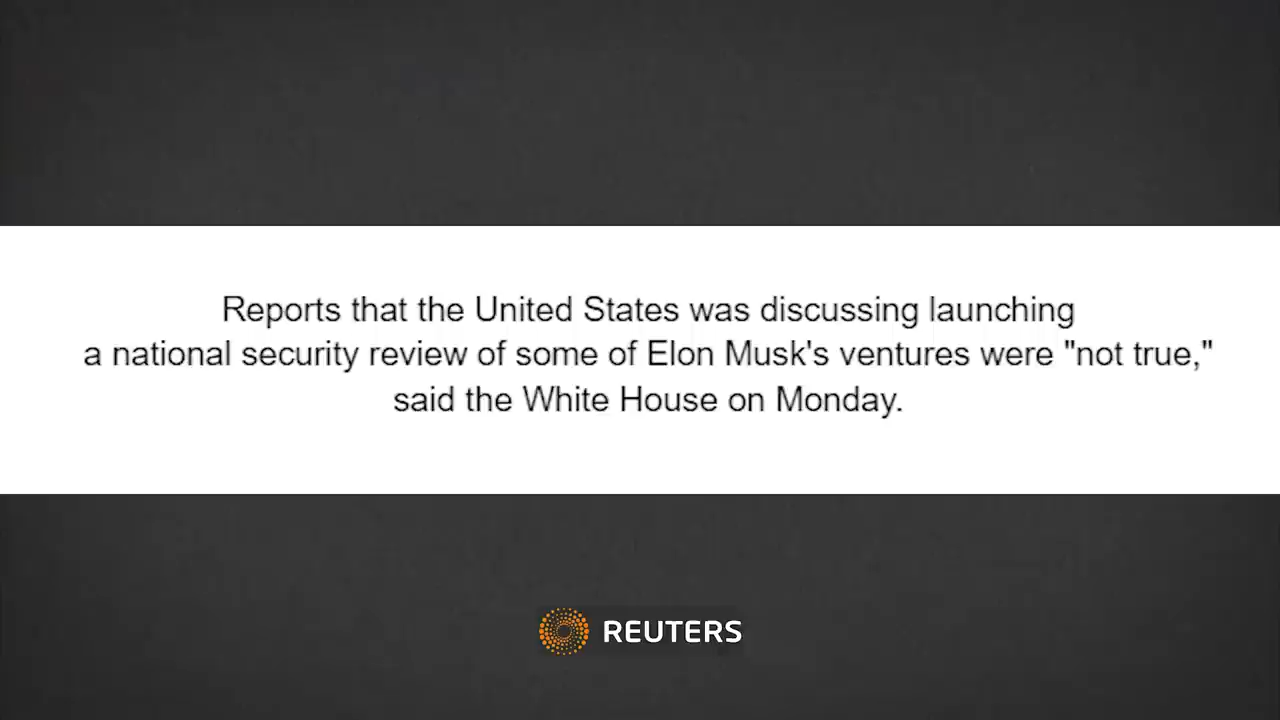 Reports that the United States was discussing launching
a national security review of some of Elon Musk's ventures were "not true,"
said the White House on Monday.
REUTERS